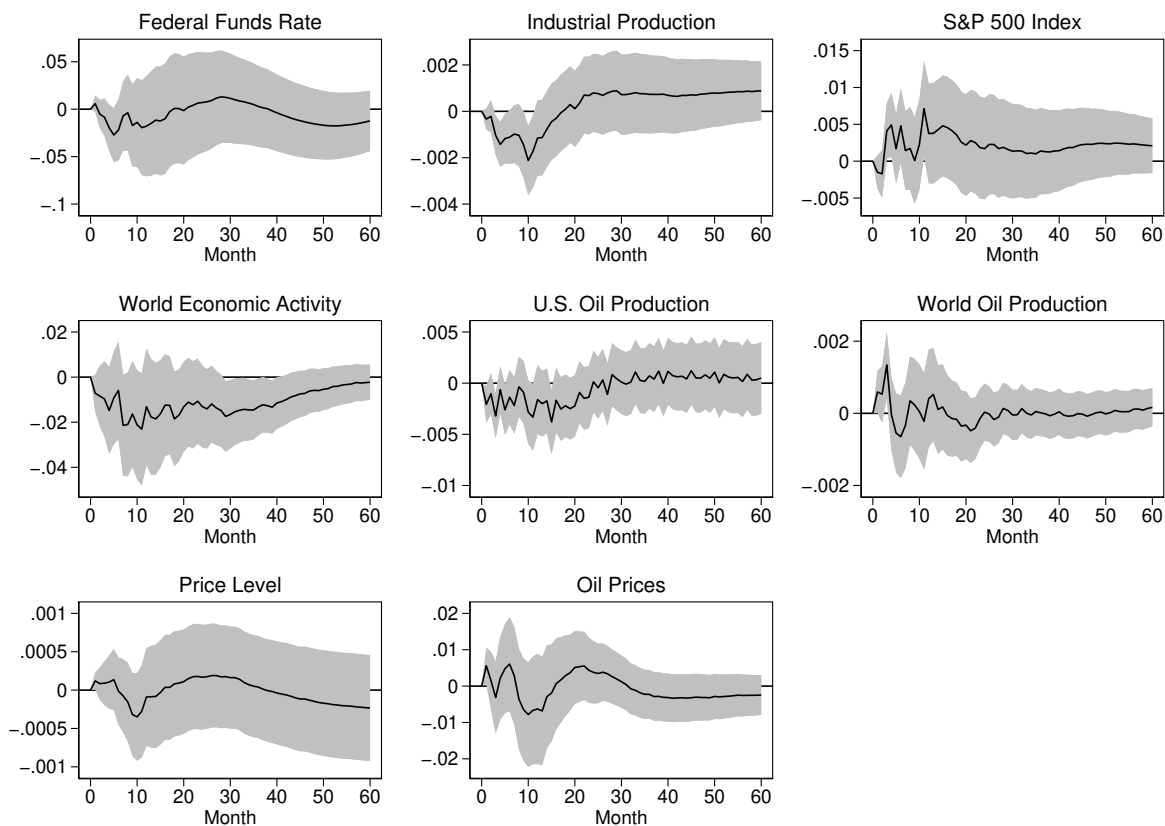 Federal Funds Rate
.05
0
−.05
−.1
0 10 20 30 40 50 60
Month
Industrial Production
.002
0
−.002
−.004
0 10 20 30 40 50 60
Month
S&P 500 Index
.015
.01
.005
0
−.005
0 10 20 30 40 50 60
Month
World Economic Activity
.02
0
−.02
−.04
0 10 20 30 40 50 60
Month
U.S. Oil Production
.005
0
−.005
−.01
0 10 20 30 40 50 60
Month
World Oil Production
.002
0
−.002
0 10 20 30 40 50 60
Month
Price Level
.001
.0005
0
−.0005
−.001
0 10 20 30 40 50 60
Month
Oil Prices
.02
.01
0
−.01
−.02
0 10 20 30 40 50 60
Month